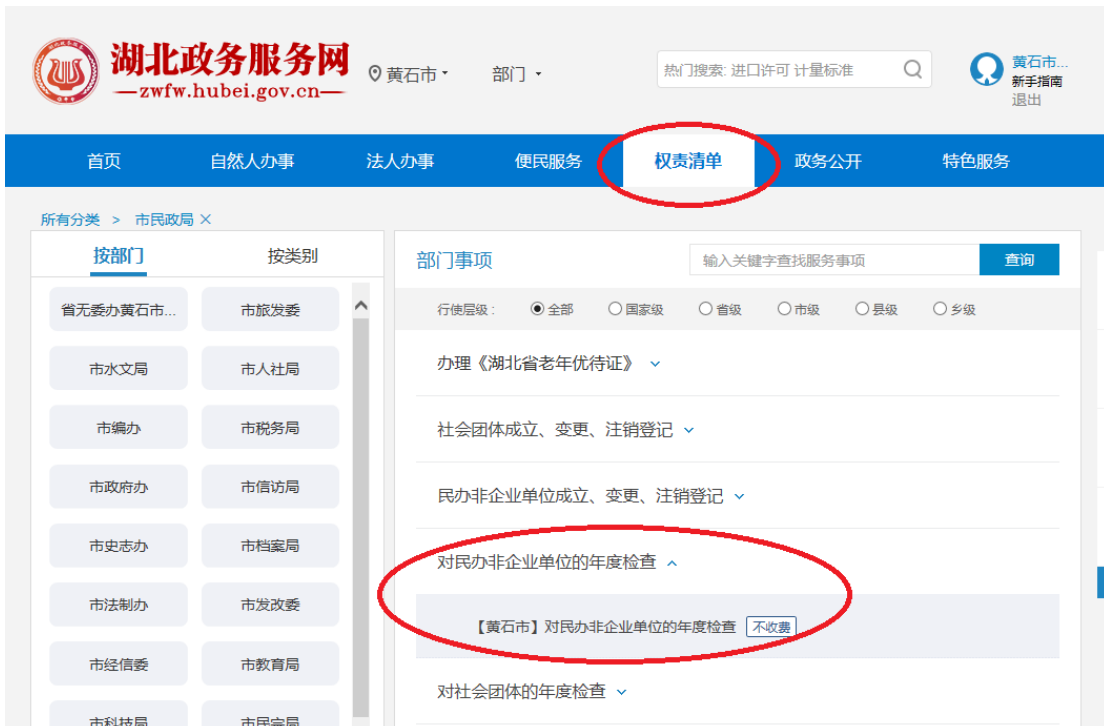 湖北政务服务网
—zwfw.hubei.gov.cn—
黄石市
部门
热门搜索: 进口许可 计量标准
黄石市...
新手指南
退出
首页 自然人办事 法人办事 便民服务 权责清单 政务公开 特色服务
所有分类 > 市民政局 ×
按部门 按类别
省无委办黄石市... 市旅发委
市水文局 市人社局
市编办 市税务局
市政府办 市信访局
市史志办 市档案局
市法制办 市发改委
市经信委 市教育局
市科技局 市民宗局
部门事项
输入关键字查找服务事项
查询
行使层级: 全部 国家级 省级 市级 县级 乡级
办理《湖北省老年优待证》
社会团体成立、变更、注销登记
民办非企业单位成立、变更、注销登记
对民办非企业单位的年度检查
【黄石市】对民办非企业单位的年度检查 不收费
对社会团体的年度检查